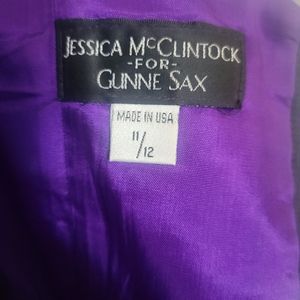 JESSICA MCCLINTOCK
-FOR-
GUNNE SAX
MADE IN USA
11/12